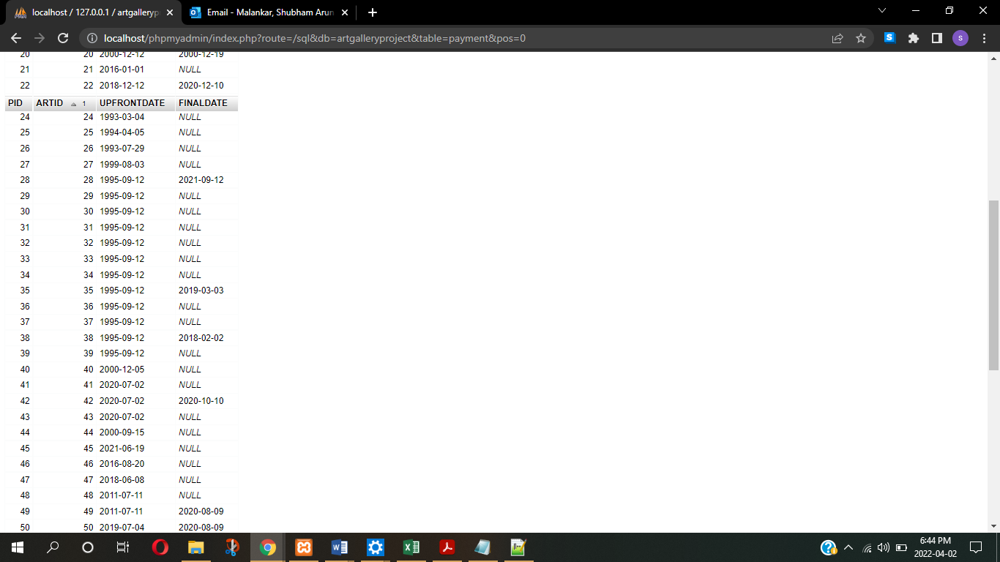 localhost / 127.0.0.1 / artgalleryp
Email - Malankar, Shubham Arun
localhost/phpmyadmin/index.php?route=/sql&db=artgalleryproject&table=payment&pos=0
S
s
20 20 2000-12-12 2000-12-19
21 21 2016-01-01 NULL
22 22 2018-12-12 2020-12-10
PID ARTID 1 UPFRONTDATE FINALDATE
24 24 1993-03-04 NULL
25 25 1994-04-05 NULL
26 26 1993-07-29 NULL
27 27 1999-08-03 NULL
28 28 1995-09-12 2021-09-12
29 29 1995-09-12 NULL
30 30 1995-09-12 NULL
31 31 1995-09-12 NULL
32 32 1995-09-12 NULL
33 33 1995-09-12 NULL
34 34 1995-09-12 NULL
35 35 1995-09-12 2019-03-03
36 36 1995-09-12 NULL
37 37 1995-09-12 NULL
38 38 1995-09-12 2018-02-02
39 39 1995-09-12 NULL
40 40 2000-12-05 NULL
41 41 2020-07-02 NULL
42 42 2020-07-02 2020-10-10
43 43 2020-07-02 NULL
44 44 2000-09-15 NULL
45 45 2021-06-19 NULL
46 46 2016-08-20 NULL
47 47 2018-06-08 NULL
48 48 2011-07-11 NULL
49 49 2011-07-11 2020-08-09
50 50 2019-07-04 2020-08-09
6:44 PM
2022-04-02